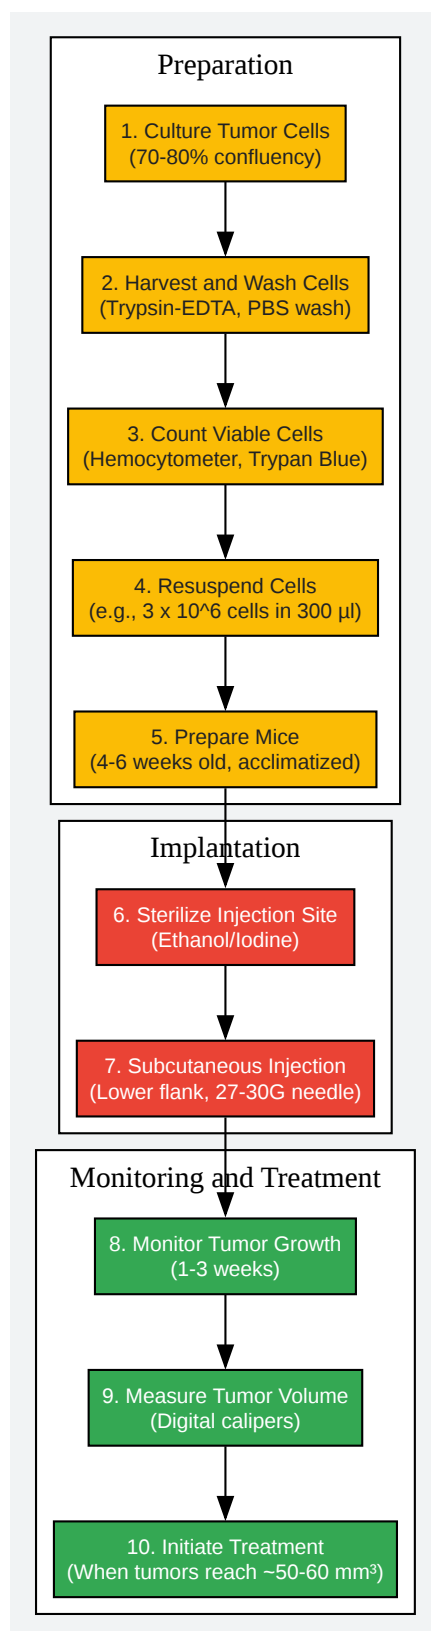 Preparation
1. Culture Tumor Cells
(70-80% confluency)
2. Harvest and Wash Cells
(Trypsin-EDTA, PBS wash)
3. Count Viable Cells
(Hemocytometer, Trypan Blue)
4. Resuspend Cells
(e.g., 3 x 10^6 cells in 300 µl)
5. Prepare Mice
(4-6 weeks old, acclimatized)
Implantation
6. Sterilize Injection Site
(Ethanol/Iodine)
7. Subcutaneous Injection
(Lower flank, 27-30G needle)
Monitoring and Treatment
8. Monitor Tumor Growth
(1-3 weeks)
9. Measure Tumor Volume
(Digital calipers)
10. Initiate Treatment
(When tumors reach ~50-60 mm³)